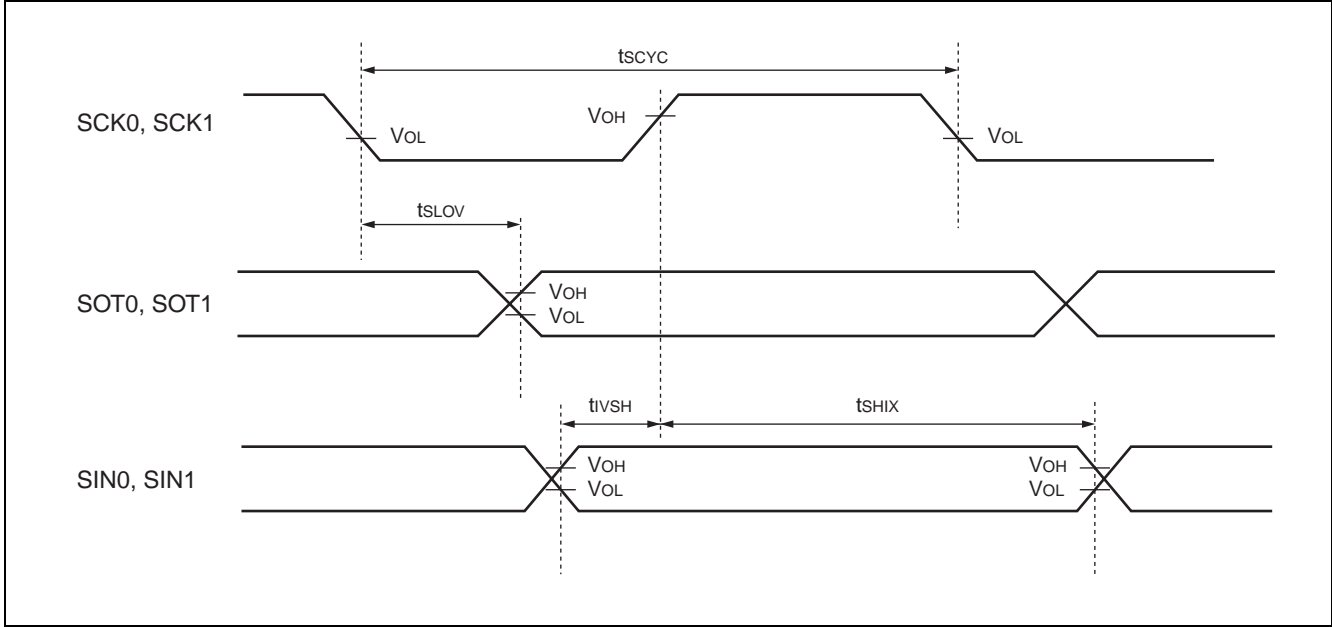 tSCYC
SCK0, SCK1
VOH
VOL
VOL
tSLOV
SOT0, SOT1
VOH
VOL
tIVSH
tSHIX
SIN0, SIN1
VOH
VOL
VOH
VOL